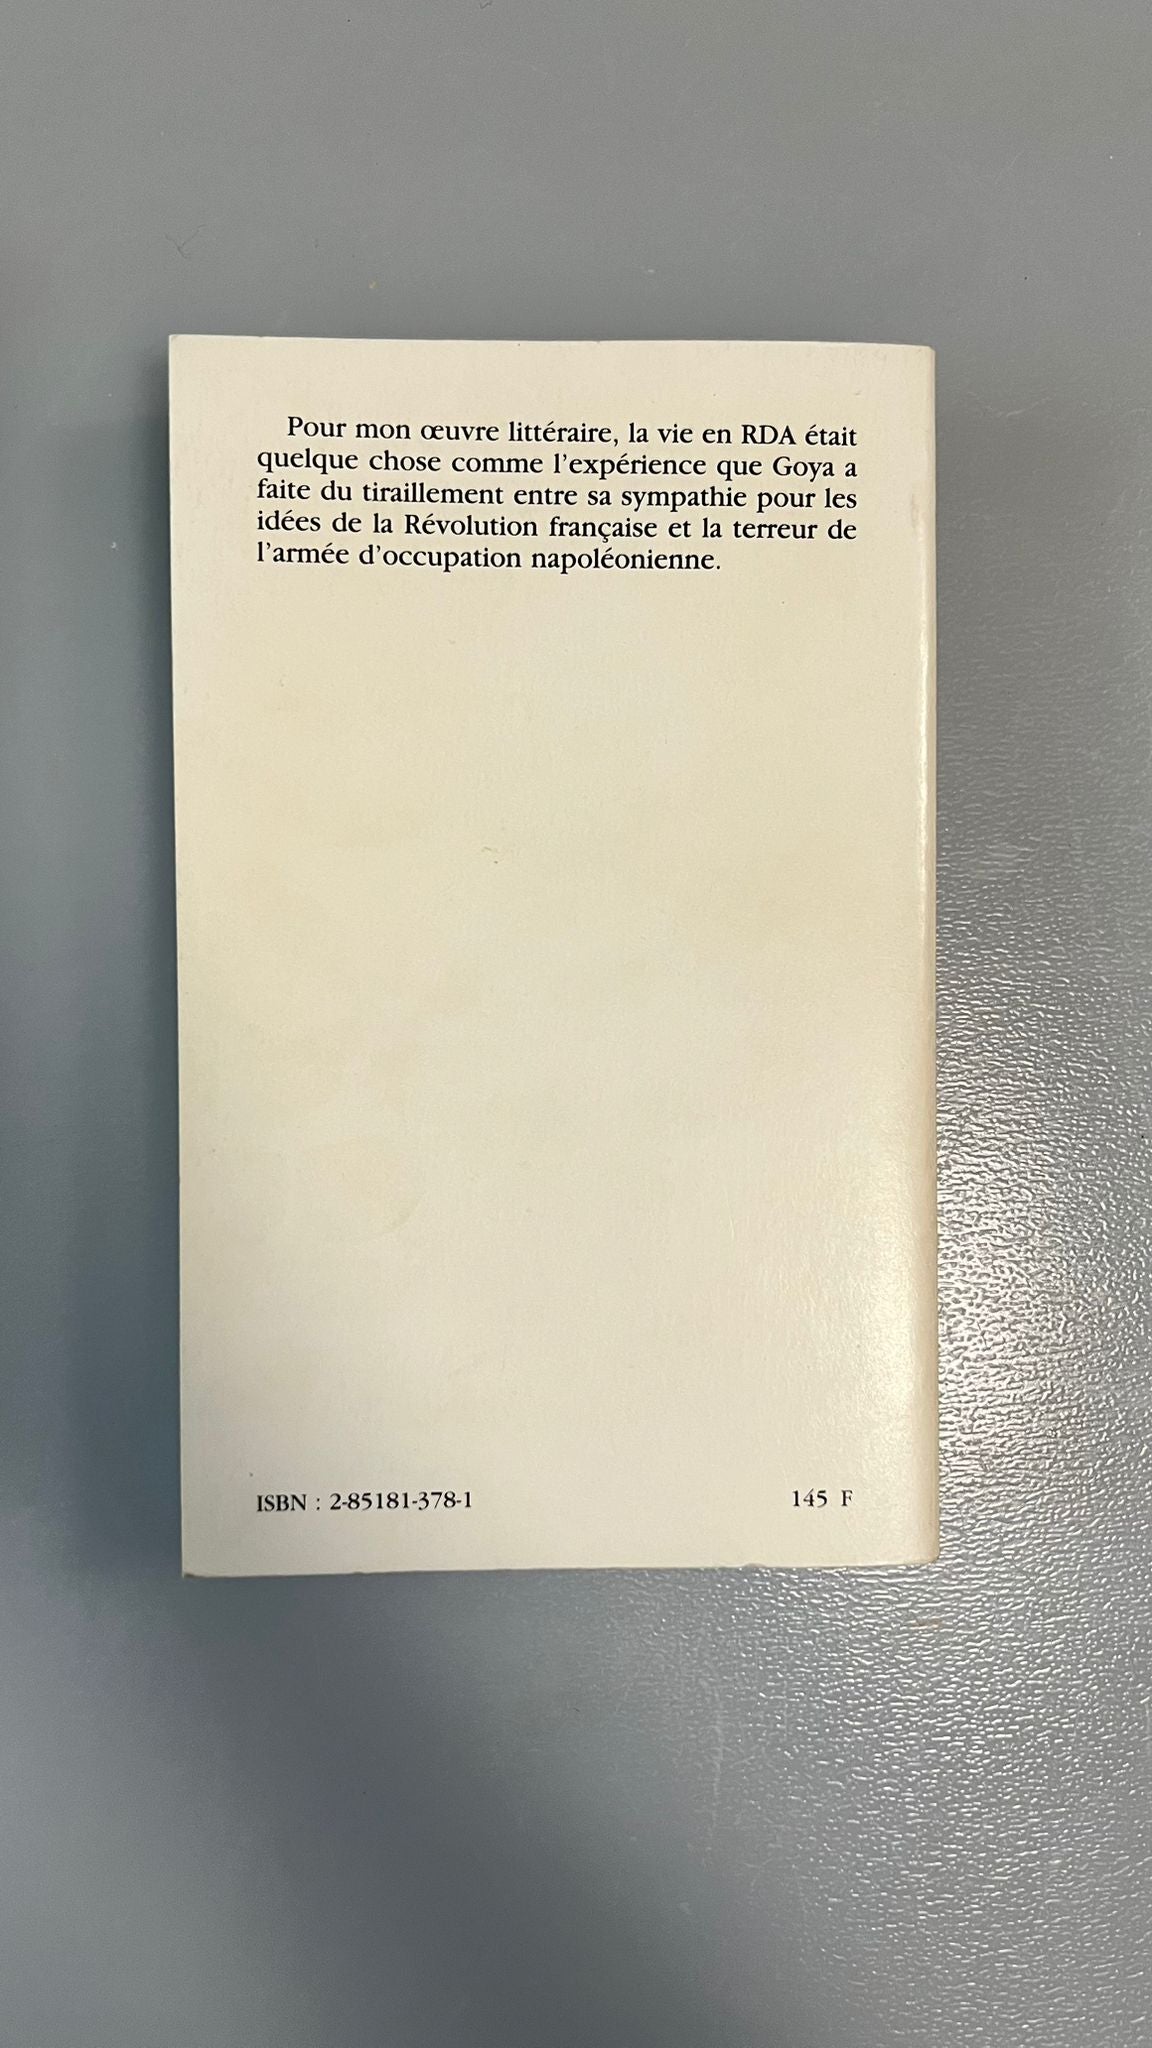 Pour mon œuvre littéraire, la vie en RDA était
quelque chose comme l'expérience que Goya a
faite du tiraillement entre sa sympathie pour les
idées de la Révolution française et la terreur de
l'armée d'occupation napoléonienne.
ISBN : 2-85181-378-1
145 F